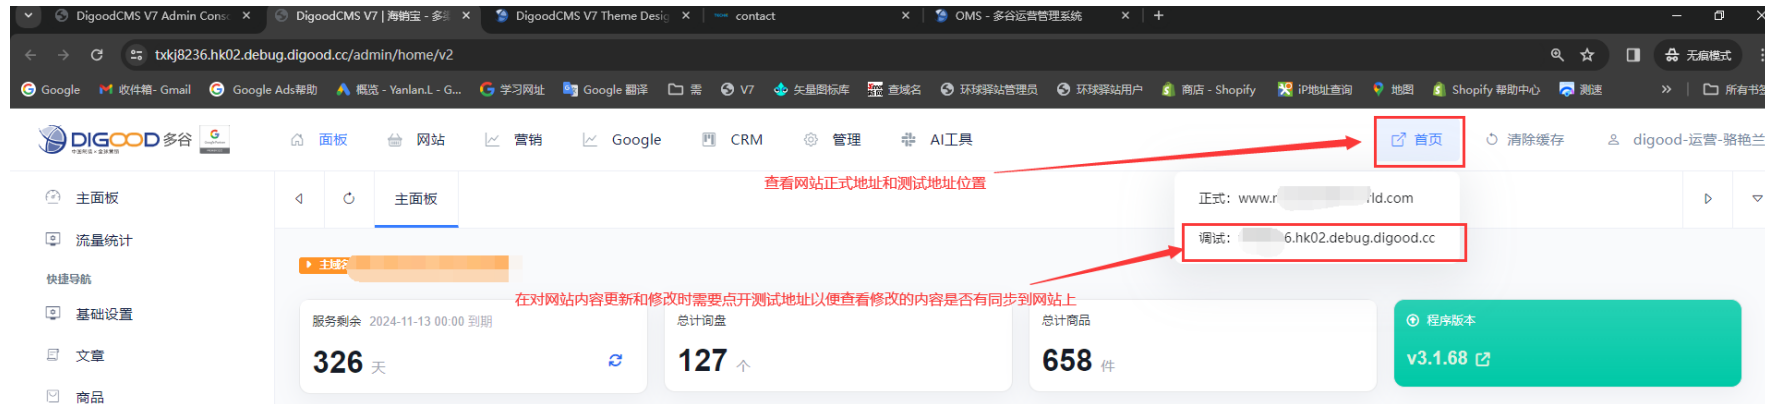 DigoodCMS V7 Admin Conso
DigoodCMS V7 | 海销宝 - 多
DigoodCMS V7 Theme Desig
contact
OMS - 多谷运营管理系统
txkj8236.hk02.debug.digood.cc/admin/home/v2
无痕模式
Google
收件箱- Gmail
Google Ads帮助
概览 - Yanlan.L - G...
学习网址
Google 翻译
需
V7
矢量图标库
查域名
环球驿站管理员
环球驿站用户
商店 - Shopify
iP地址查询
地图
Shopify 帮助中心
测速
所有书签
DIGOOD 多谷
面板
网站
营销
Google
CRM
管理
AI工具
首页
清除缓存
digood-运营-骆艳兰
主面板
主面板
查看网站正式地址和测试地址位置
正式: www.r
rld.com
流量统计
调试:
6.hk02.debug.digood.cc
主域名
快捷导航
在对网站内容更新和修改时需要点开测试地址以便查看修改的内容是否有同步到网站上
基础设置
服务剩余 2024-11-13 00:00 到期
总计询盘
总计商品
程序版本
文章
326 天
127 个
658 件
v3.1.68
商品